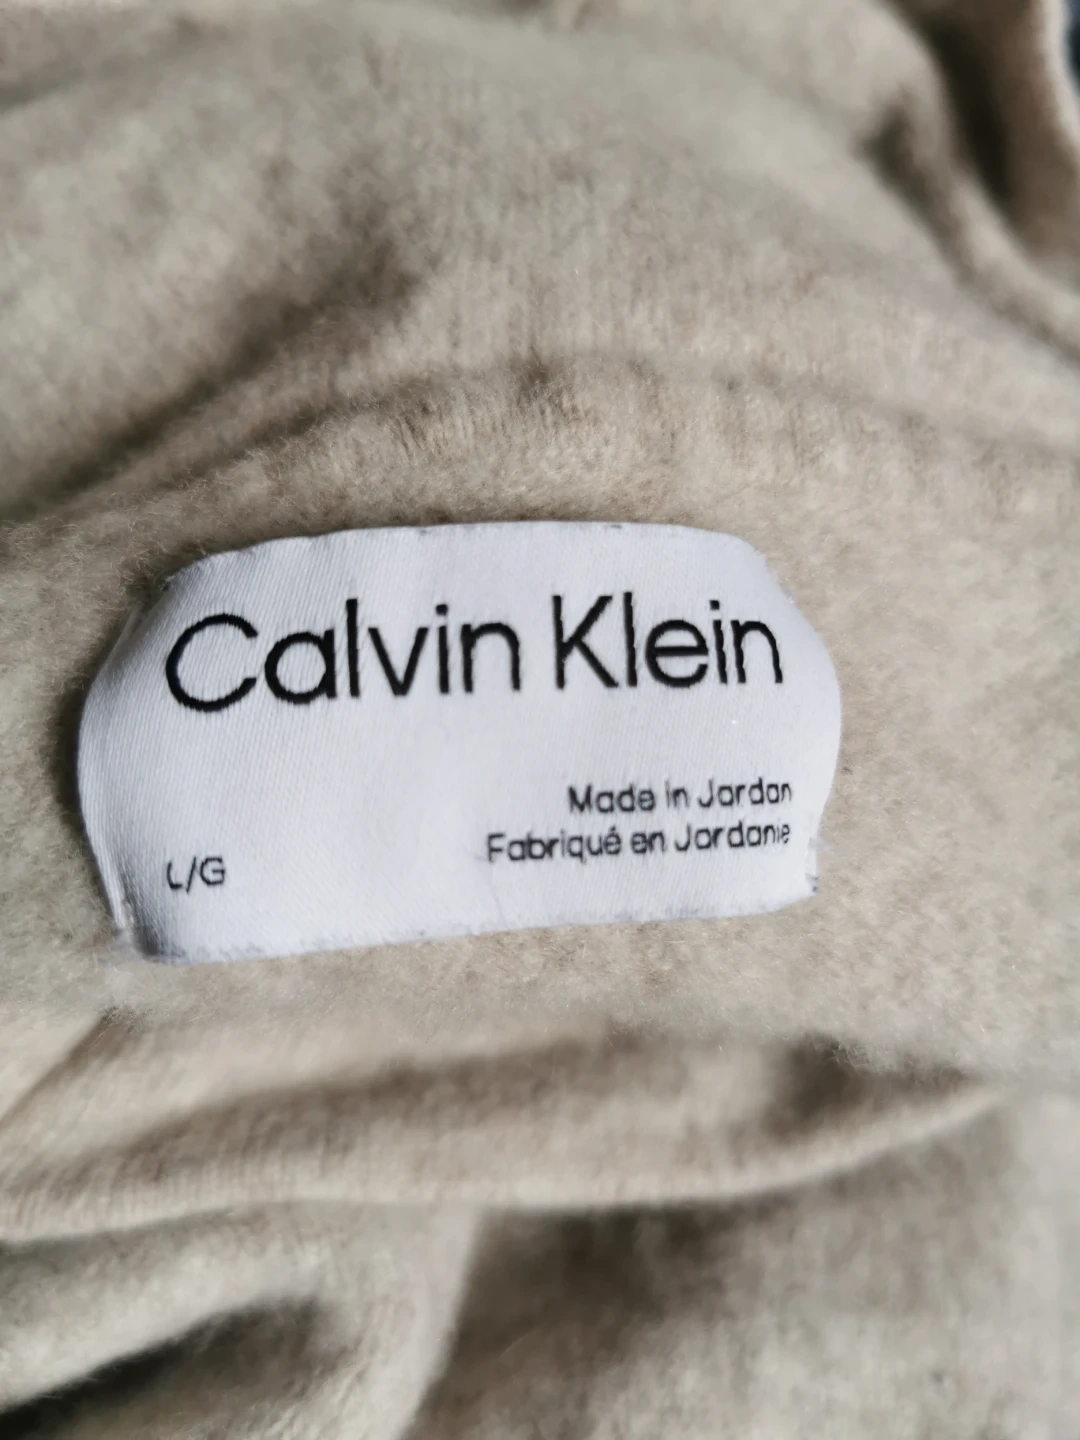 Calvin Klein
Made in Jordan
Fabriqué en Jordanie
L/G